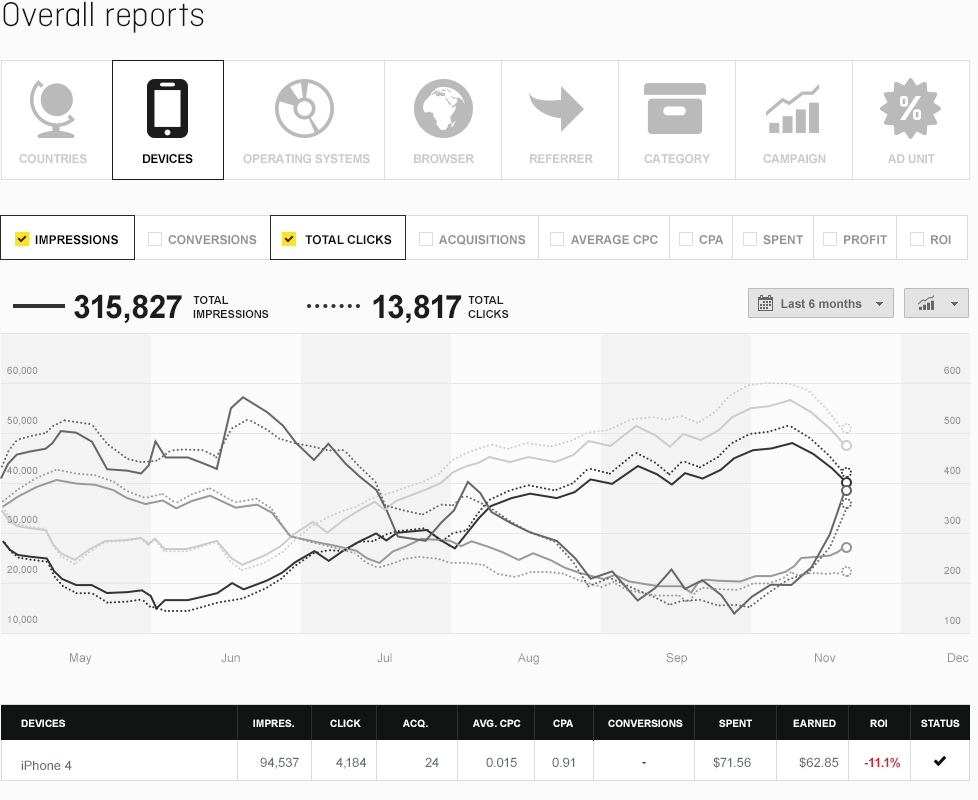 Overall reports
COUNTRIES DEVICES OPERATING SYSTEMS BROWSER REFERRER CATEGORY CAMPAIGN % AD UNIT
IMPRESSIONS CONVERSIONS TOTAL CLICKS ACQUISITIONS AVERAGE CPC CPA SPENT PROFIT ROI
315,827 TOTAL IMPRESSIONS 13,817 TOTAL CLICKS Last 6 months
60,000 600
50,000 500
40,000 400
30,000 300
20,000 200
10,000 100
May Jun Jul Aug Sep Nov Dec
DEVICES IMPRES. CLICK ACQ. AVG. CPC CPA CONVERSIONS SPENT EARNED ROI STATUS
iPhone 4 94,537 4,184 24 0.015 0.91 - $71.56 $62.85 -11.1%